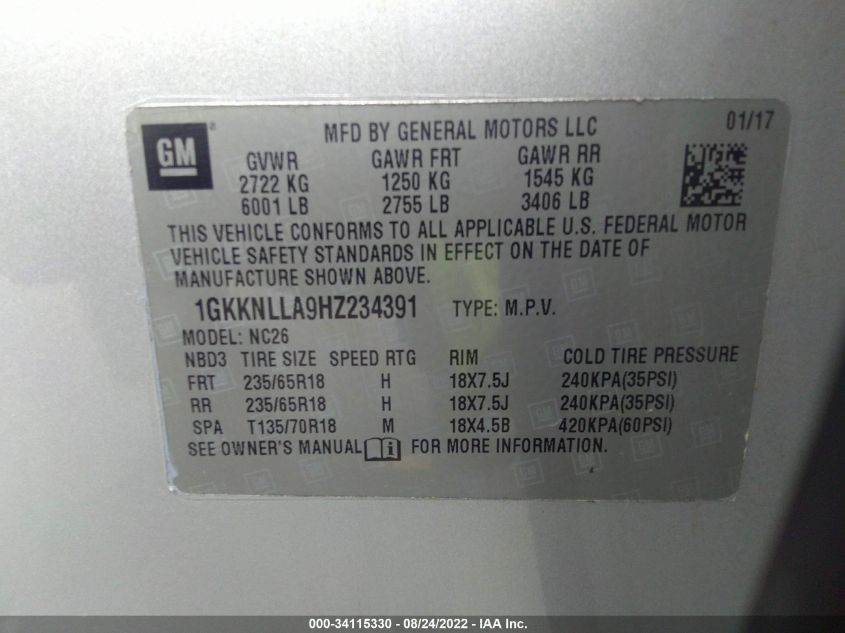 GM
MFD BY GENERAL MOTORS LLC 01/17
GVWR GAWR FRT GAWR RR
2722 KG 1250 KG 1545 KG
6001 LB 2755 LB 3406 LB
THIS VEHICLE CONFORMS TO ALL APPLICABLE U.S. FEDERAL MOTOR
VEHICLE SAFETY STANDARDS IN EFFECT ON THE DATE OF
MANUFACTURE SHOWN ABOVE.
1GKKNLLA9HZ234391 TYPE: M.P.V.
MODEL: NC26
NBD3 TIRE SIZE SPEED RTG RIM COLD TIRE PRESSURE
FRT 235/65R18 H 18X7.5J 240KPA(35PSI)
RR 235/65R18 H 18X7.5J 240KPA(35PSI)
SPA T135/70R18 M 18X4.5B 420KPA(60PSI)
SEE OWNER'S MANUAL FOR MORE INFORMATION.
000-34115330 - 08/24/2022 - IAA Inc.